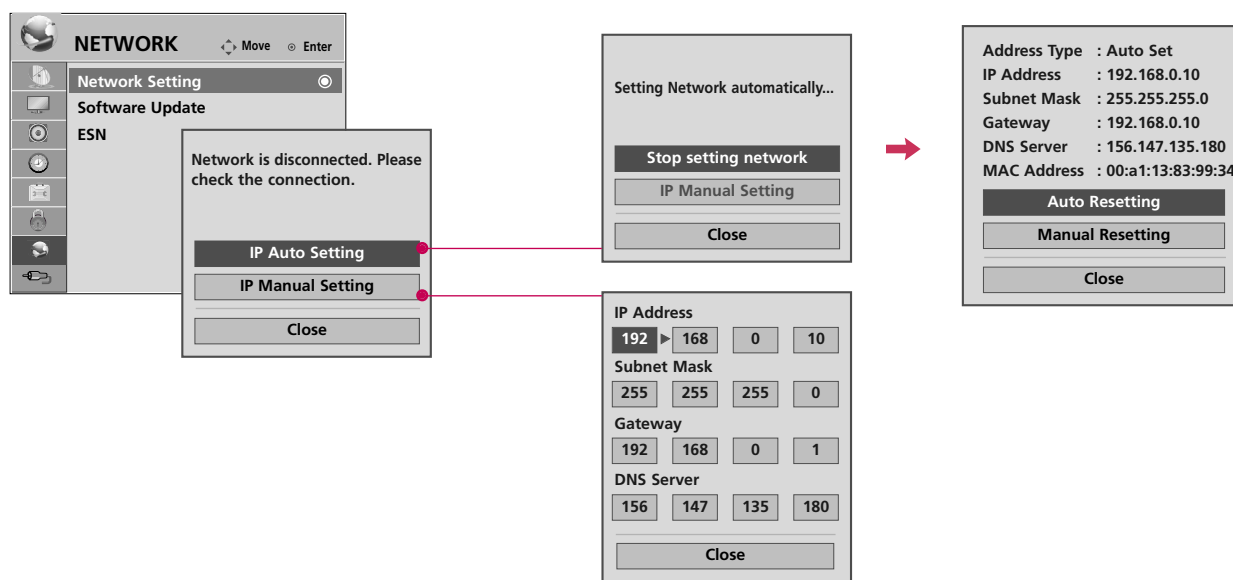 NETWORK Move Enter
Network Setting
Software Update
ESN
Network is disconnected. Please
check the connection.
IP Auto Setting
IP Manual Setting
Close
Setting Network automatically...
Stop setting network
IP Manual Setting
Close
IP Address
192 168 0 10
Subnet Mask
255 255 255 0
Gateway
192 168 0 1
DNS Server
156 147 135 180
Close
Address Type : Auto Set
IP Address : 192.168.0.10
Subnet Mask : 255.255.255.0
Gateway : 192.168.0.10
DNS Server : 156.147.135.180
MAC Address : 00:a1:13:83:99:34
Auto Resetting
Manual Resetting
Close